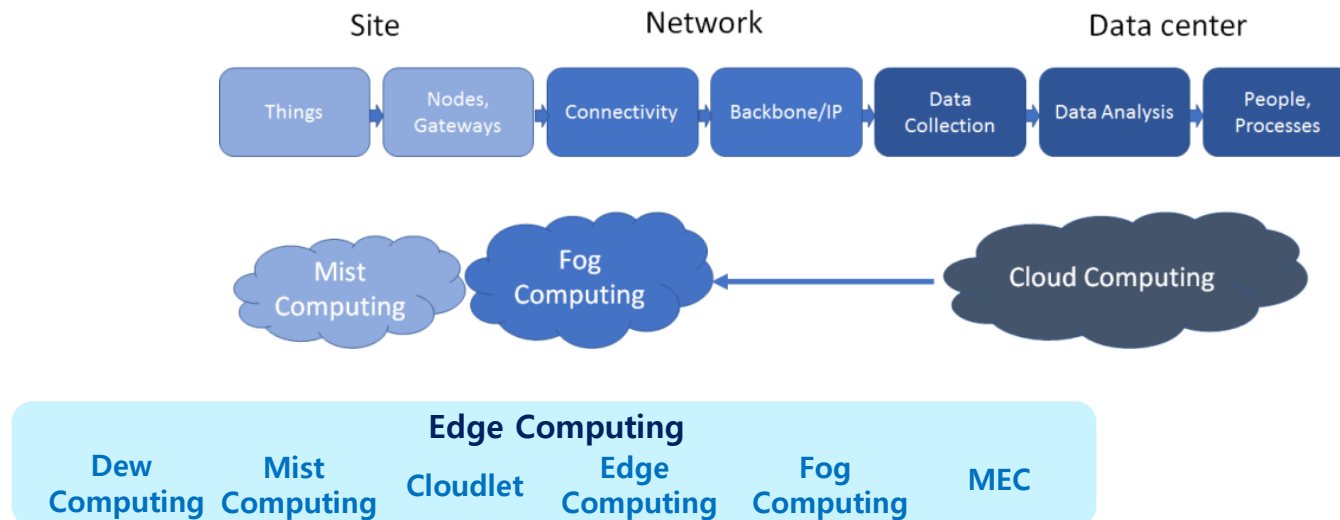 Site
Network
Data center
Things
Nodes,
Gateways
Connectivity
Backbone/IP
Data
Collection
Data Analysis
People,
Processes
Mist
Computing
Fog
Computing
Cloud Computing
Edge Computing
Dew
Computing
Mist
Computing
Cloudlet
Edge
Computing
Fog
Computing
MEC